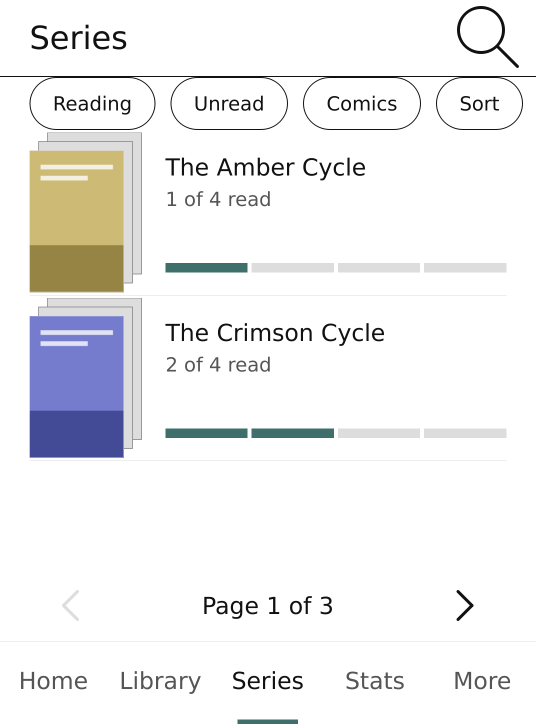 Series
Reading Unread Comics Sort
The Amber Cycle
1 of 4 read
The Crimson Cycle
2 of 4 read
Page 1 of 3
Home Library Series Stats More